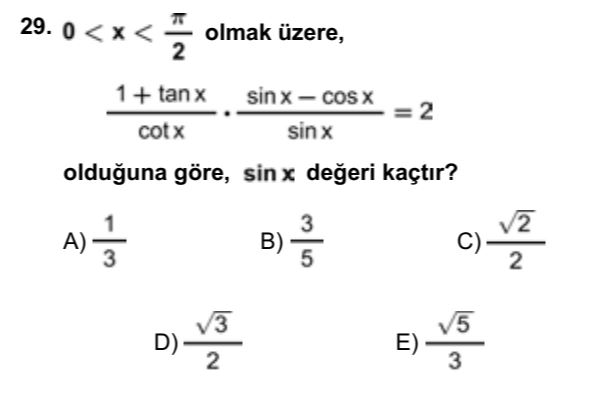 29. 0 < x < π/2 olmak üzere,
(1 + tan x)/(cot x) · (sin x − cos x)/(sin x) = 2
olduğuna göre, sin x değeri kaçtır?
A) 1/3 B) 3/5 C) √2/2
D) √3/2 E) √5/3